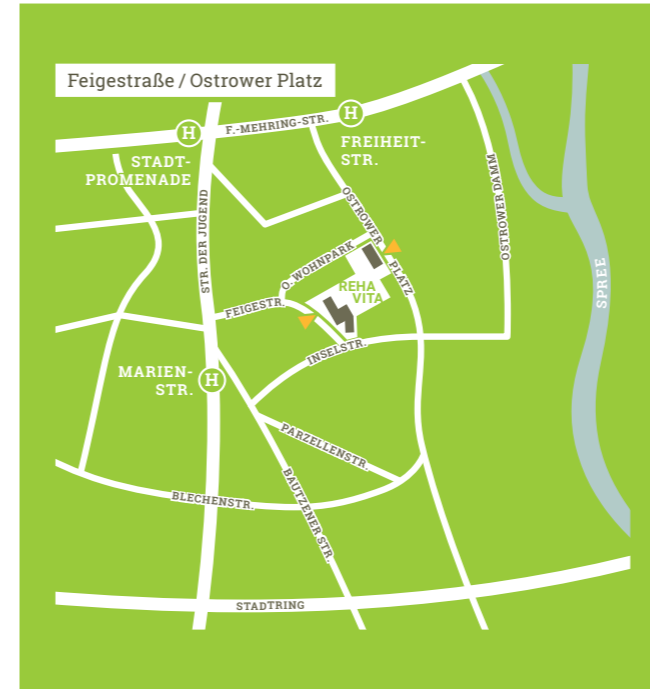 Feigestraße / Ostrower Platz
H
F.-MEHRING-STR.
H
FREIHEIT-
STR.
STADT-
PROMENADE
STR. DER JUGEND
OSTROWER
PLATZ
OSTROWER DAMM
SPREE
O. WOHNPARK
REHA
VITA
FEIGESTR.
INSELSTR.
MARIEN-
STR.
H
PARZELLENSTR.
BAUTZENER STR.
BLECHENSTR.
STADTRING